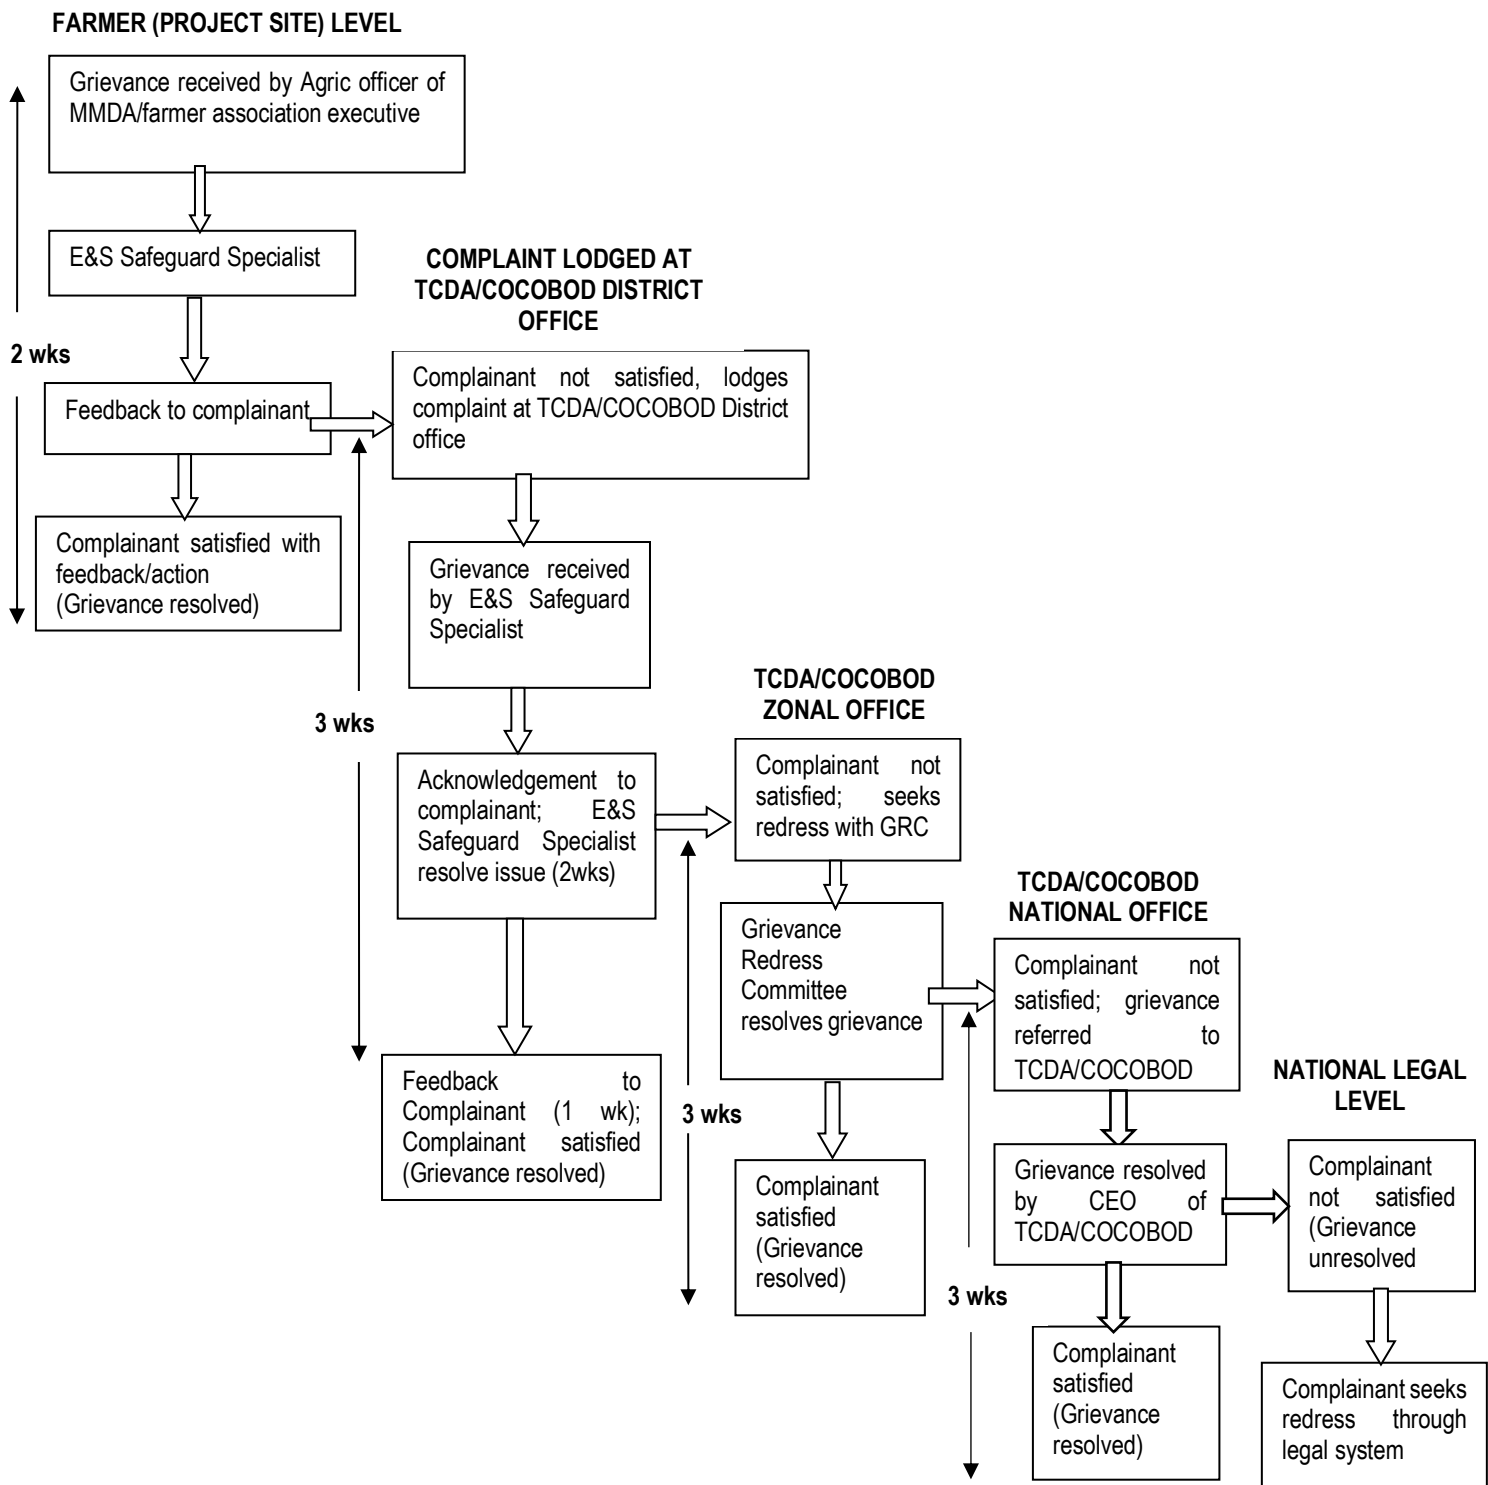 FARMER (PROJECT SITE) LEVEL
Grievance received by Agric officer of
MMDA/farmer association executive
E&S Safeguard Specialist
2 wks
Feedback to complainant
Complainant satisfied with
feedback/action
(Grievance resolved)
COMPLAINT LODGED AT
TCDA/COCOBOD DISTRICT
OFFICE
Complainant not satisfied, lodges
complaint at TCDA/COCOBOD District
office
Grievance received
by E&S Safeguard
Specialist
3 wks
Acknowledgement to
complainant; E&S
Safeguard Specialist
resolve issue (2wks)
Feedback to
Complainant (1 wk);
Complainant satisfied
(Grievance resolved)
TCDA/COCOBOD
ZONAL OFFICE
Complainant not
satisfied; seeks
redress with GRC
Grievance
Redress
Committee
resolves grievance
3 wks
Complainant
satisfied
(Grievance
resolved)
TCDA/COCOBOD
NATIONAL OFFICE
Complainant not
satisfied; grievance
referred to
TCDA/COCOBOD
Grievance resolved
by CEO of
TCDA/COCOBOD
3 wks
Complainant
satisfied
(Grievance
resolved)
NATIONAL LEGAL
LEVEL
Complainant
not satisfied
(Grievance
unresolved
Complainant seeks
redress through
legal system